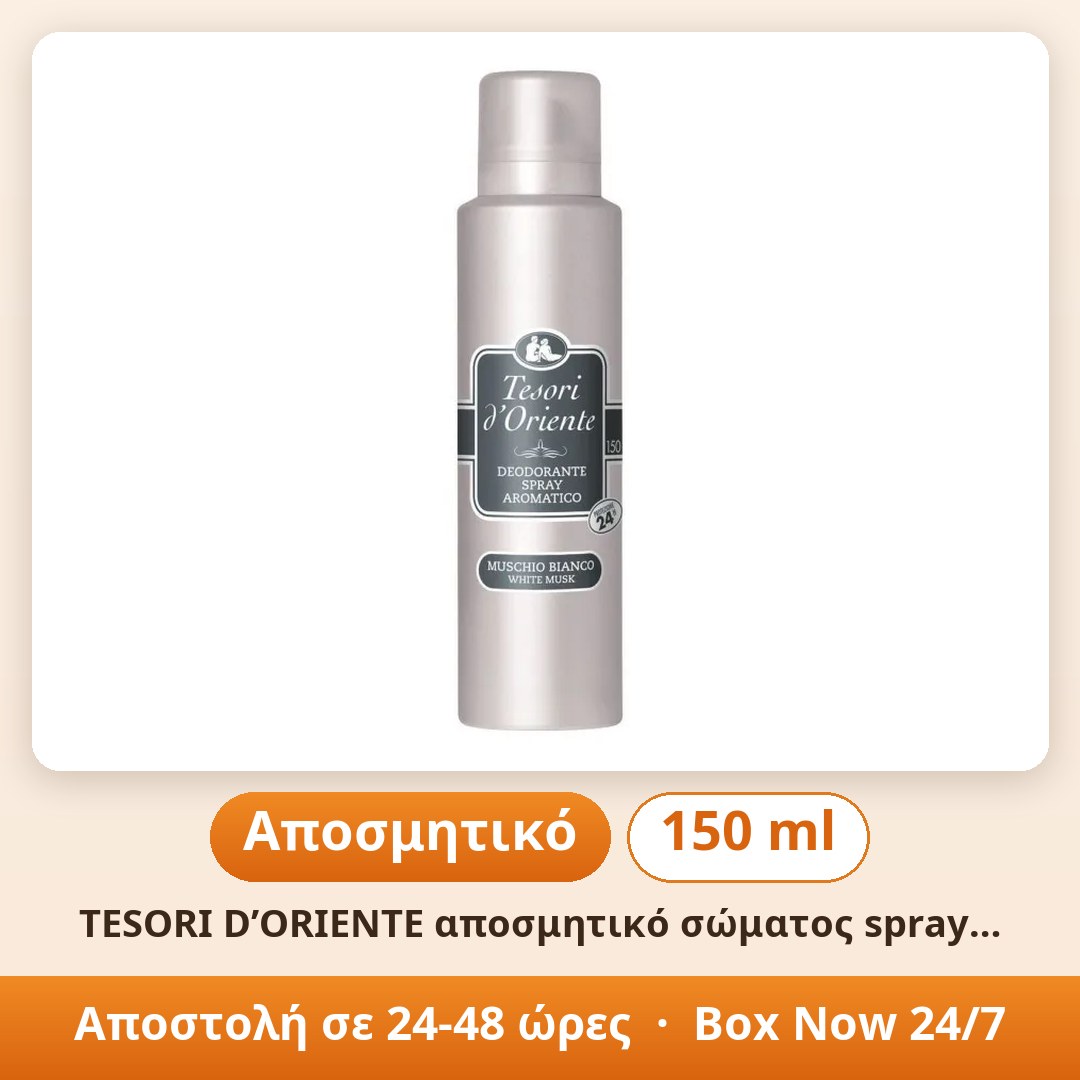 Tesori
d'Oriente
150
DEODORANTE
SPRAY
AROMATICO
24
MUSCHIO BIANCO
WHITE MUSK
Αποσμητικό
150 ml
TESORI D’ORIENTE αποσμητικό σώματος spray...
Αποστολή σε 24-48 ώρες · Box Now 24/7